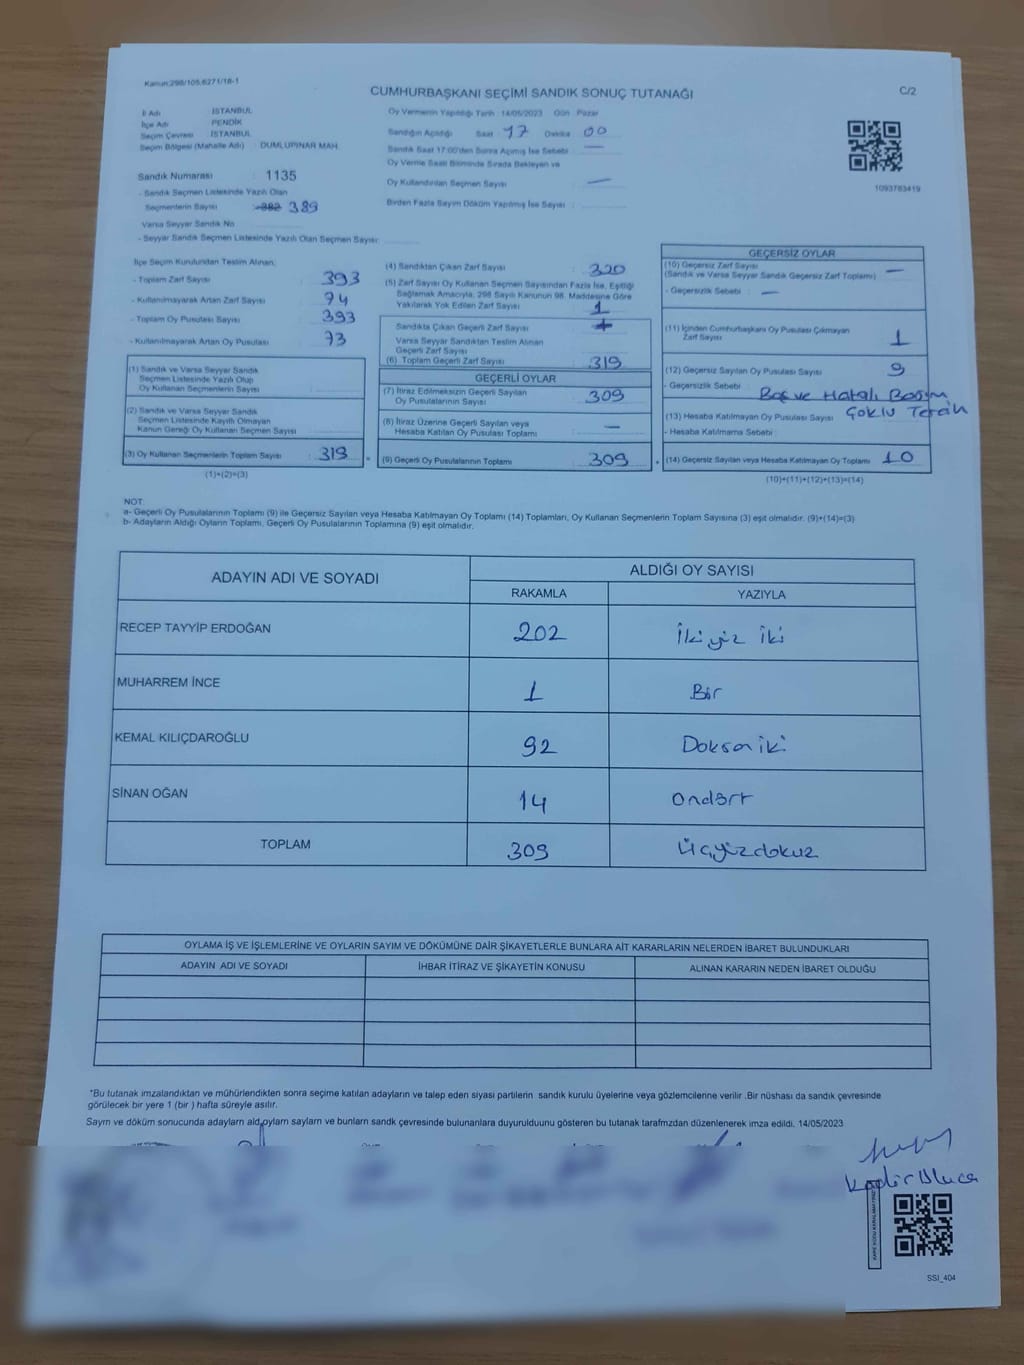 Kanun:298/105.6271/18-1
CUMHURBAŞKANI SEÇİMİ SANDIK SONUÇ TUTANAĞI
C/2
İl Adı İSTANBUL
İlçe Adı PENDİK
Seçim Çevresi : İSTANBUL
Seçim Bölgesi (Mahalle Adı) : DUMLUPINAR MAH.
Sandık Numarası : 1135
- Sandık Seçmen Listesinde Yazılı Olan
Seçmenlerin Sayısı : 382 389
Varsa Seyyar Sandık No
- Seyyar Sandık Seçmen Listesinde Yazılı Olan Seçmen Sayısı:
Oy Vermenin Yapıldığı Tarih : 14/05/2023 Gün : Pazar
Sandığın Açıldığı Saat 17 Dakika 00
Sandık Saat 17:00'den Sonra Açılmış İse Sebebi : —
Oy Verme Saati Bitiminde Sırada Bekleyen ve
Oy Kullandırılan Seçmen Sayısı : —
Birden Fazla Sayım Döküm Yapılmış İse Sayısı :
1093783419
İlçe Seçim Kurulundan Teslim Alınan;
- Toplam Zarf Sayısı : 393
- Kullanılmayarak Artan Zarf Sayısı : 74
- Toplam Oy Pusulası Sayısı : 393
- Kullanılmayarak Artan Oy Pusulası : 73
(1) Sandık ve Varsa Seyyar Sandık
Seçmen Listesinde Yazılı Olup
Oy Kullanan Seçmenlerin Sayısı :
(2) Sandık ve Varsa Seyyar Sandık
Seçmen Listesinde Kayıtlı Olmayan
Kanun Gereği Oy Kullanan Seçmen Sayısı :
(3) Oy Kullanan Seçmenlerin Toplam Sayısı : 319
(1)+(2)=(3)
=
(4) Sandıktan Çıkan Zarf Sayısı : 320
(5) Zarf Sayısı Oy Kullanan Seçmen Sayısından Fazla İse, Eşitliği
Sağlamak Amacıyla, 298 Sayılı Kanunun 98. Maddesine Göre
Yakılarak Yok Edilen Zarf Sayısı : 1
Sandıkta Çıkan Geçerli Zarf Sayısı :
Varsa Seyyar Sandıktan Teslim Alınan
Geçerli Zarf Sayısı
(6) Toplam Geçerli Zarf Sayısı : 319
GEÇERLİ OYLAR
(7) İtiraz Edilmeksizin Geçerli Sayılan
Oy Pusulalarının Sayısı : 309
(8) İtiraz Üzerine Geçerli Sayılan veya
Hesaba Katılan Oy Pusulası Toplamı : —
(9) Geçerli Oy Pusulalarının Toplamı : 309
+
GEÇERSİZ OYLAR
(10) Geçersiz Zarf Sayısı
(Sandık ve Varsa Seyyar Sandık Geçersiz Zarf Toplamı) : —
- Geçersizlik Sebebi : —
(11) İçinden Cumhurbaşkanı Oy Pusulası Çıkmayan
Zarf Sayısı : 1
(12) Geçersiz Sayılan Oy Pusulası Sayısı : 9
- Geçersizlik Sebebi : Boş ve Hatalı Basım
Çoklu Tercih
(13) Hesaba Katılmayan Oy Pusulası Sayısı
- Hesaba Katılmama Sebebi :
(14) Geçersiz Sayılan veya Hesaba Katılmayan Oy Toplamı : 10
(10)+(11)+(12)+(13)=(14)
NOT:
a- Geçerli Oy Pusulalarının Toplamı (9) ile Geçersiz Sayılan veya Hesaba Katılmayan Oy Toplamı (14) Toplamları, Oy Kullanan Seçmenlerin Toplam Sayısına (3) eşit olmalıdır. (9)+(14)=(3)
b- Adayların Aldığı Oyların Toplamı, Geçerli Oy Pusulalarının Toplamına (9) eşit olmalıdır.
ADAYIN ADI VE SOYADI
ALDIĞI OY SAYISI
RAKAMLA YAZIYLA
RECEP TAYYİP ERDOĞAN 202 İkiyüz iki
MUHARREM İNCE 1 Bir
KEMAL KILIÇDAROĞLU 92 Doksaniki
SİNAN OĞAN 14 Ondört
TOPLAM 309 Üçyüzdokuz
OYLAMA İŞ VE İŞLEMLERİNE VE OYLARIN SAYIM VE DÖKÜMÜNE DAİR ŞİKAYETLERLE BUNLARA AİT KARARLARIN NELERDEN İBARET BULUNDUKLARI
ADAYIN ADI VE SOYADI İHBAR İTİRAZ VE ŞİKAYETİN KONUSU ALINAN KARARIN NEDEN İBARET OLDUĞU
"Bu tutanak imzalandıktan ve mühürlendikten sonra seçime katılan adayların ve talep eden siyasi partilerin sandık kurulu üyelerine veya gözlemcilerine verilir .Bir nüshası da sandık çevresinde
görülecek bir yere 1 (bir ) hafta süreyle asılır.
Sayım ve döküm sonucunda adayların ald oyların sayları ve bunların sandk çevresinde bulunanlara duyurulduunu gösteren bu tutanak tarafmzdan düzenlenerek imza edildi. 14/05/2023
Kadir Uluca
SSI_404